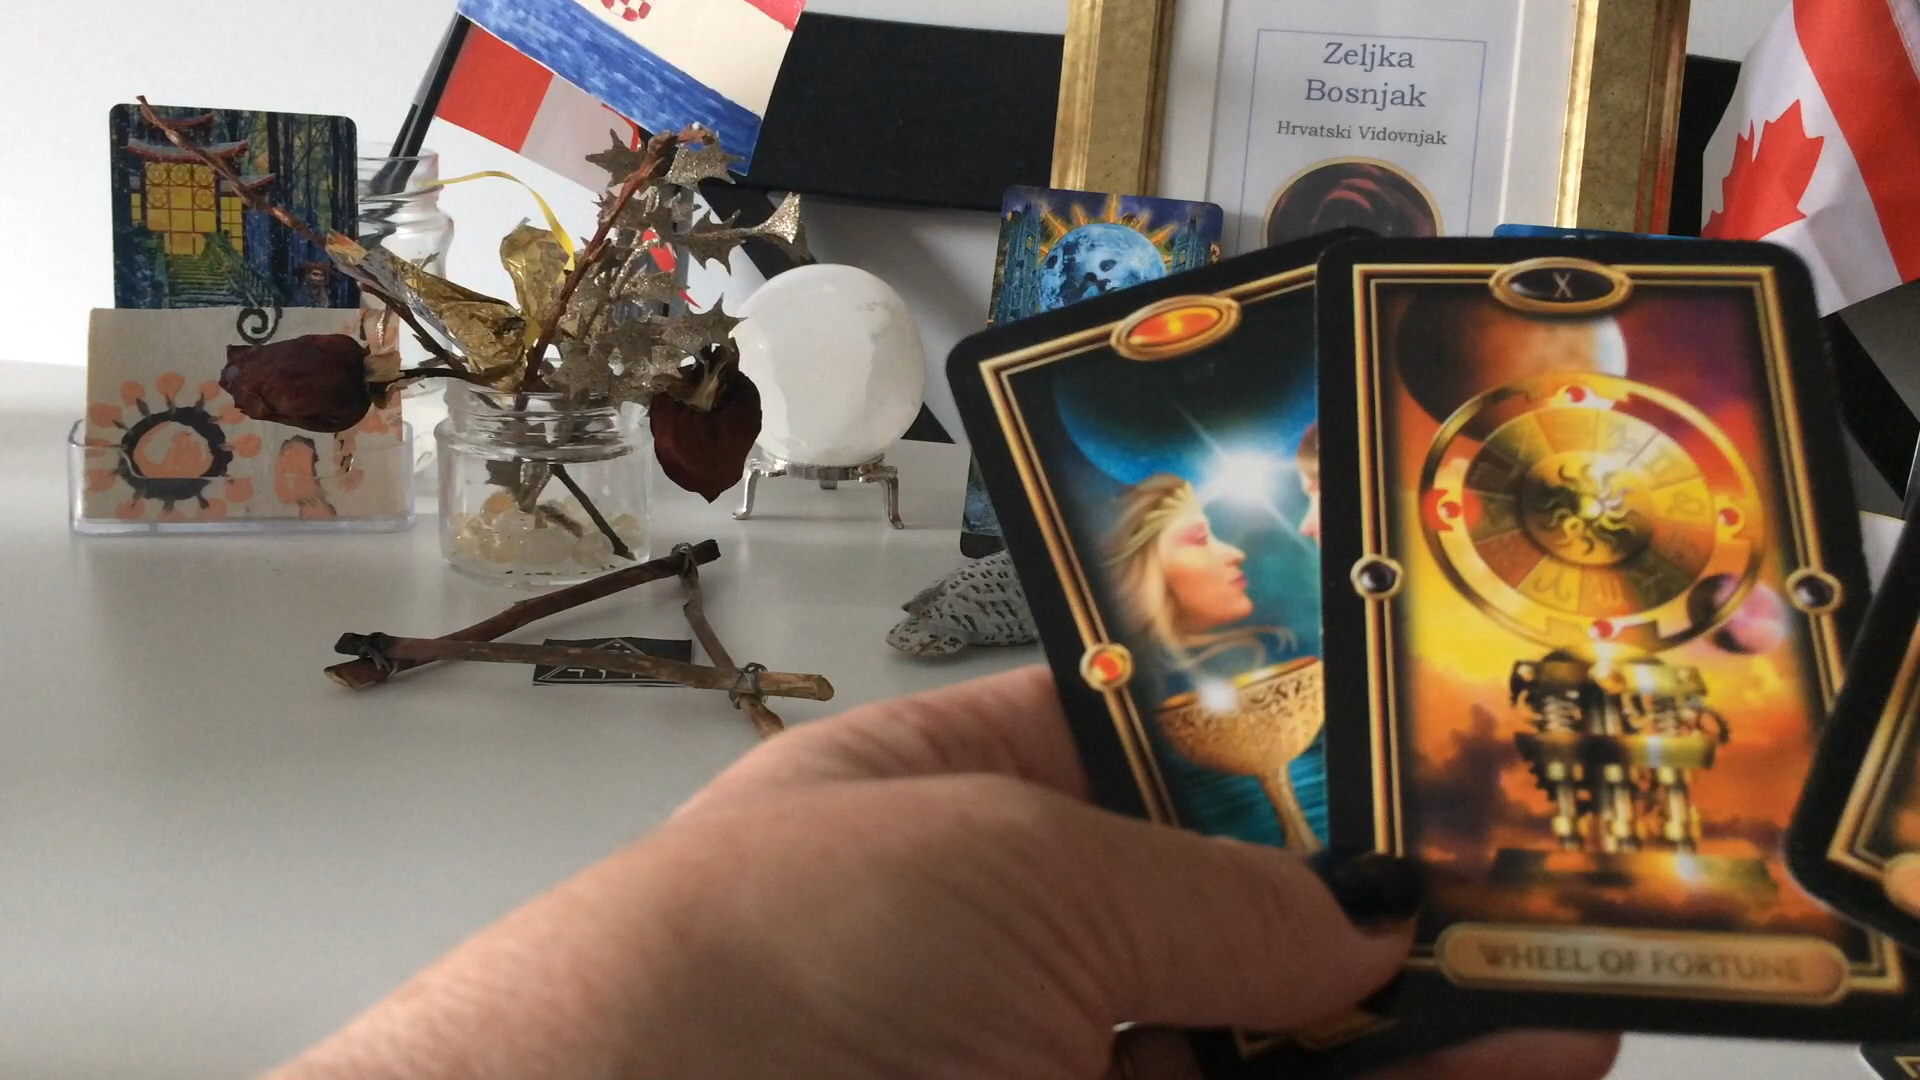 Zeljka
Bosnjak
Hrvatski Vidovnjak
X
WHEEL OF FORTUNE